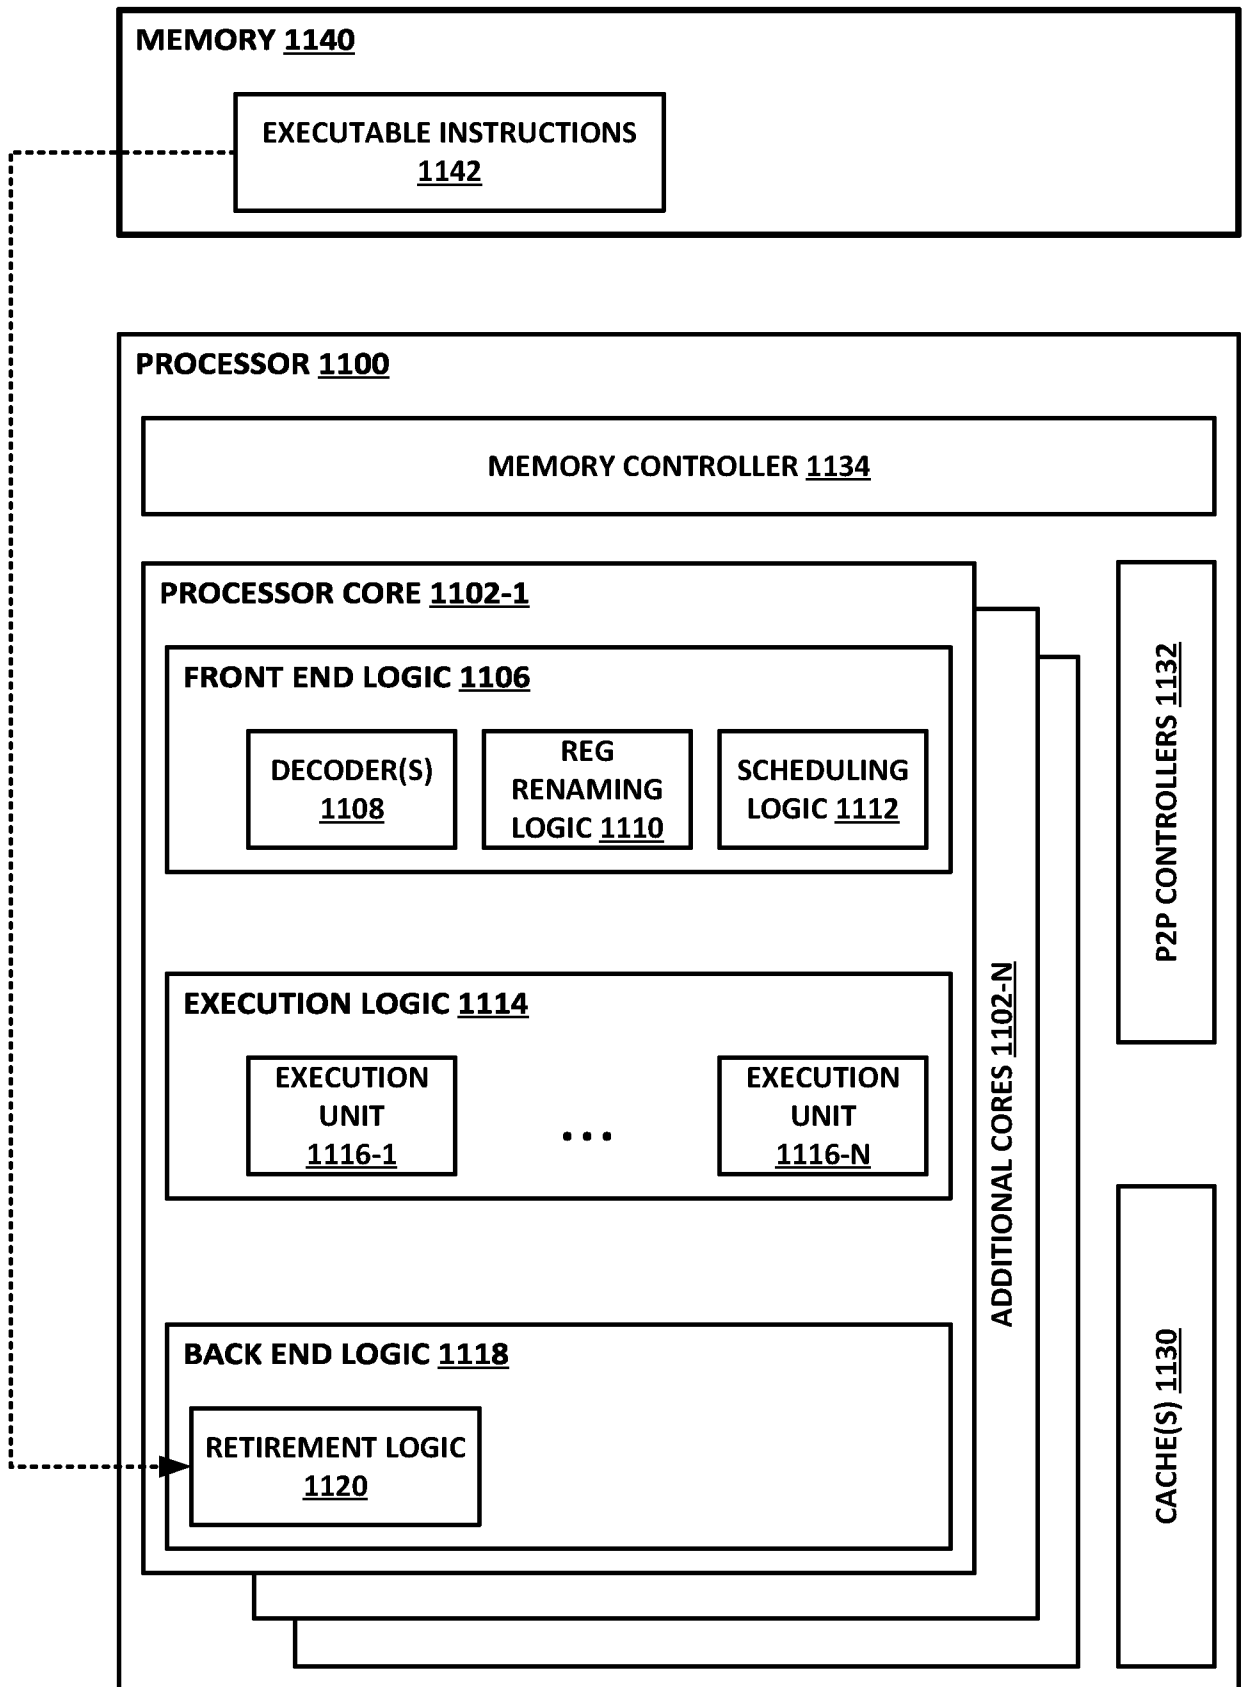 MEMORY 1140
EXECUTABLE INSTRUCTIONS
1142
PROCESSOR 1100
MEMORY CONTROLLER 1134
PROCESSOR CORE 1102-1
FRONT END LOGIC 1106
DECODER(S)
1108
REG
RENAMING
LOGIC 1110
SCHEDULING
LOGIC 1112
EXECUTION LOGIC 1114
EXECUTION
UNIT
1116-1
...
EXECUTION
UNIT
1116-N
BACK END LOGIC 1118
RETIREMENT LOGIC
1120
ADDITIONAL CORES 1102-N
P2P CONTROLLERS 1132
CACHE(S) 1130